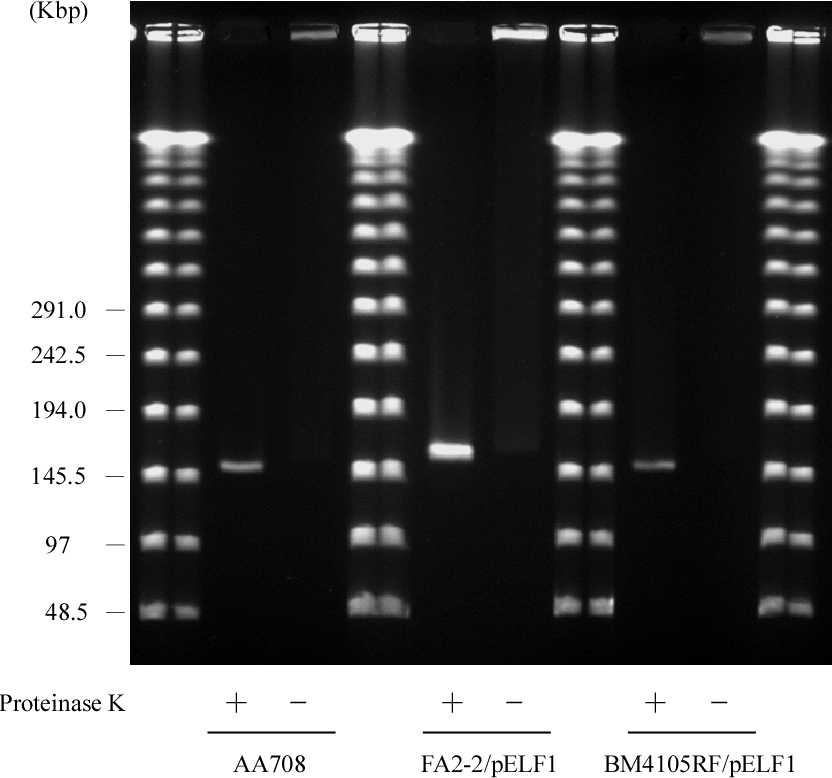 (Kbp)
291.0
242.5
194.0
145.5
97
48.5
Proteinase K + − + − + −
AA708 FA2-2/pELF1 BM4105RF/pELF1